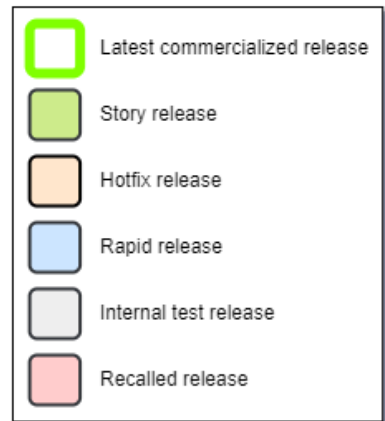 Latest commercialized release
Story release
Hotfix release
Rapid release
Internal test release
Recalled release